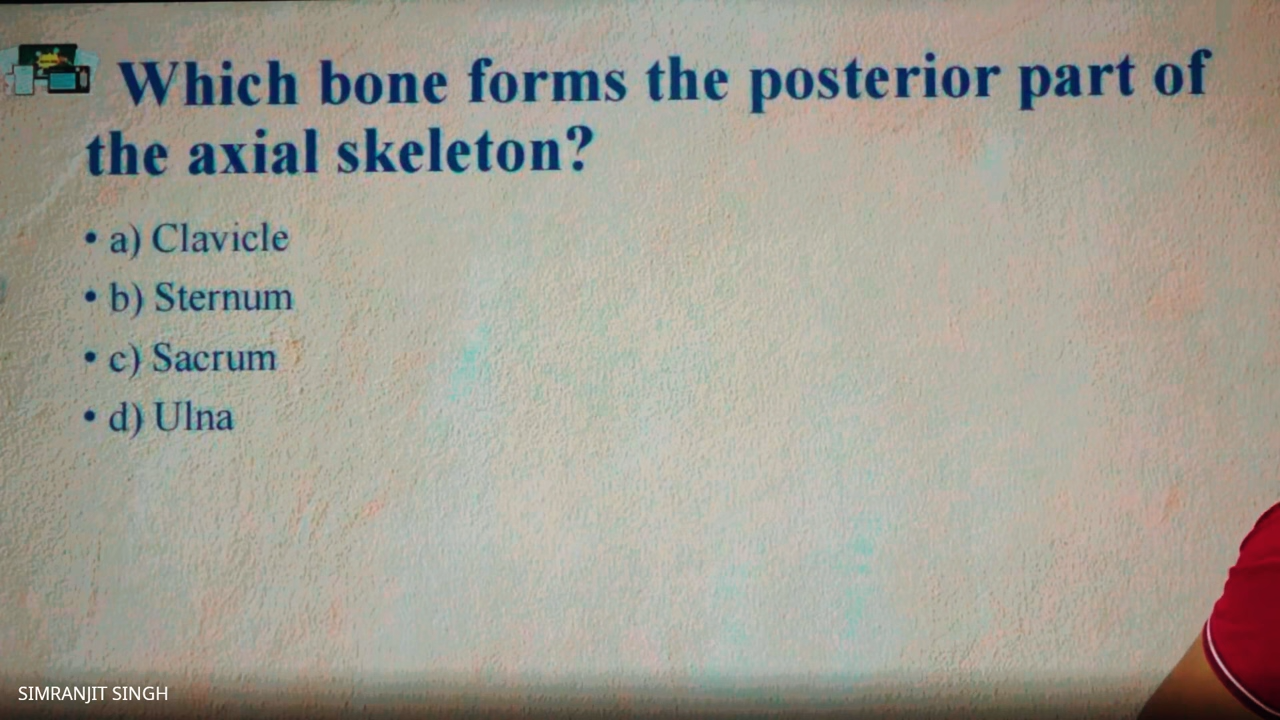 Which bone forms the posterior part of
the axial skeleton?
• a) Clavicle
• b) Sternum
• c) Sacrum
• d) Ulna
SIMRANJIT SINGH